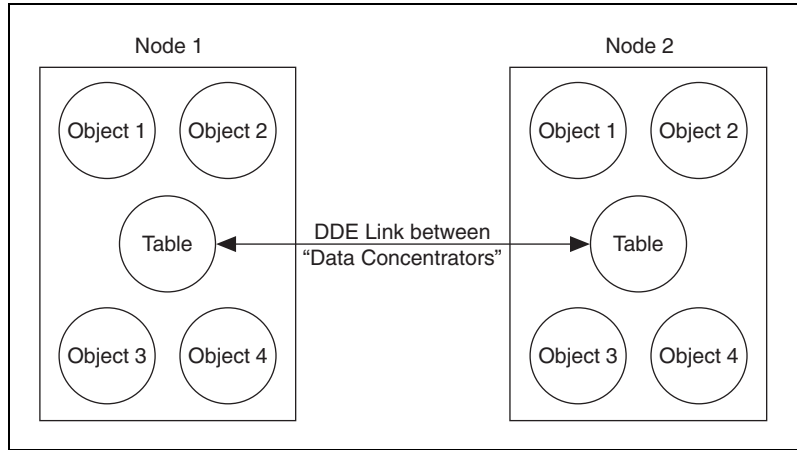 Node 1
Node 2
Object 1
Object 2
Object 1
Object 2
Table
DDE Link between
“Data Concentrators”
Table
Object 3
Object 4
Object 3
Object 4